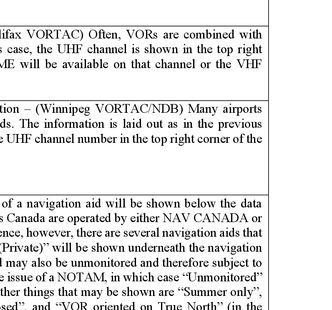 lifax VORTAC) Often, VORs are combined with
s case, the UHF channel is shown in the top right
ME will be available on that channel or the VHF
tion – (Winnipeg VORTAC/NDB) Many airports
ds. The information is laid out as in the previous
e UHF channel number in the top right corner of the
of a navigation aid will be shown below the data
s Canada are operated by either NAV CANADA or
ence, however, there are several navigation aids that
(Private)” will be shown underneath the navigation
d may also be unmonitored and therefore subject to
e issue of a NOTAM, in which case “Unmonitored”
ther things that may be shown are “Summer only”,
osed”, and “VOR oriented on True North” (in the